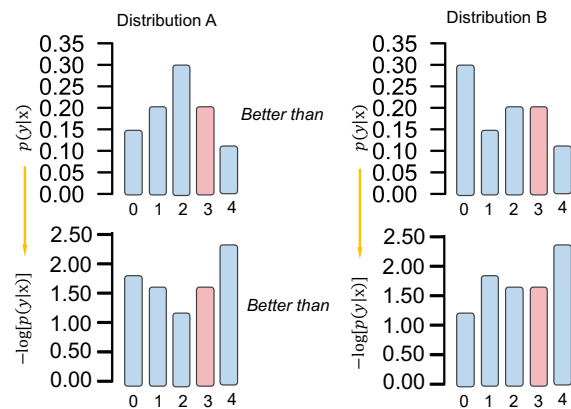 Distribution A
0.35
0.30
0.25
0.20
0.15
0.10
0.05
0.00
p(y|x)
0 1 2 3 4
Better than
Distribution B
0.35
0.30
0.25
0.20
0.15
0.10
0.05
0.00
p(y|x)
0 1 2 3 4
2.50
2.00
1.50
1.00
0.50
0.00
−log[p(y|x)]
0 1 2 3 4
Better than
2.50
2.00
1.50
1.00
0.50
0.00
−log[p(y|x)]
0 1 2 3 4